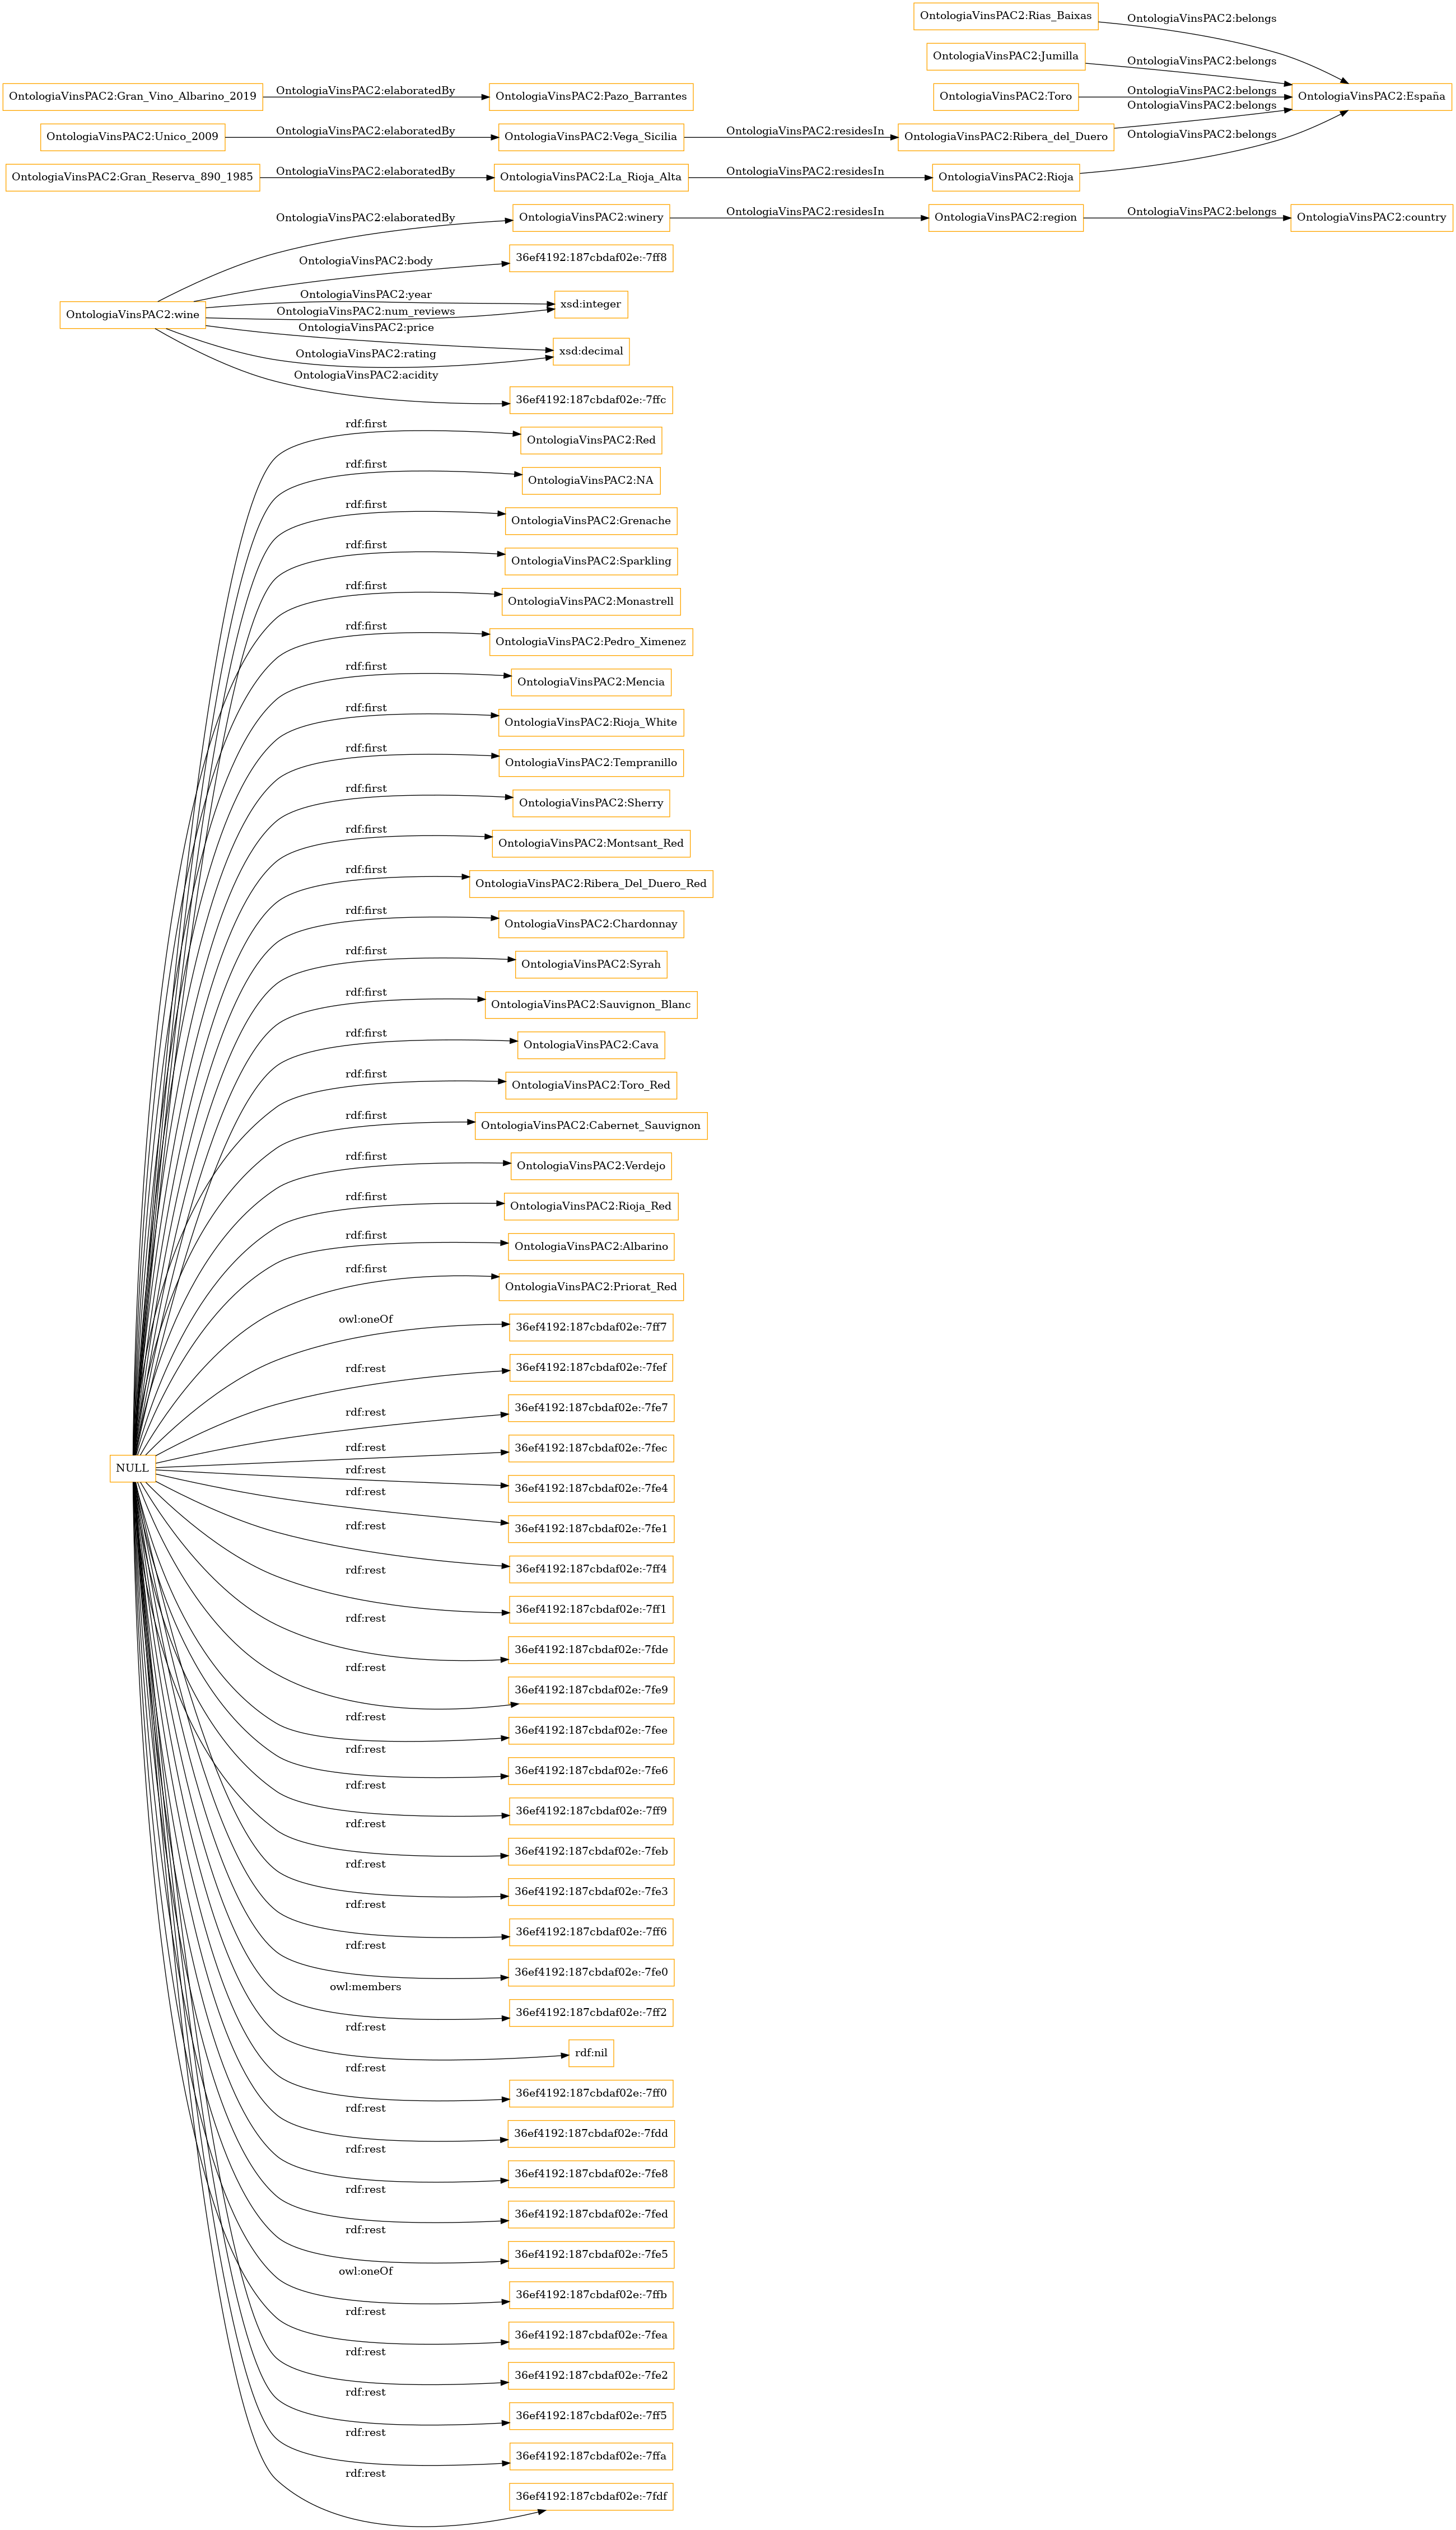 OntologiaVinsPAC2:Rias_Baixas
OntologiaVinsPAC2:belongs
OntologiaVinsPAC2:Jumilla
OntologiaVinsPAC2:belongs
OntologiaVinsPAC2:Gran_Vino_Albarino_2019
OntologiaVinsPAC2:elaboratedBy
OntologiaVinsPAC2:Pazo_Barrantes
OntologiaVinsPAC2:Toro
OntologiaVinsPAC2:belongs
OntologiaVinsPAC2:España
OntologiaVinsPAC2:Unico_2009
OntologiaVinsPAC2:elaboratedBy
OntologiaVinsPAC2:Vega_Sicilia
OntologiaVinsPAC2:residesIn
OntologiaVinsPAC2:Ribera_del_Duero
OntologiaVinsPAC2:belongs
OntologiaVinsPAC2:Gran_Reserva_890_1985
OntologiaVinsPAC2:elaboratedBy
OntologiaVinsPAC2:La_Rioja_Alta
OntologiaVinsPAC2:residesIn
OntologiaVinsPAC2:Rioja
OntologiaVinsPAC2:belongs
OntologiaVinsPAC2:elaboratedBy
OntologiaVinsPAC2:winery
OntologiaVinsPAC2:residesIn
OntologiaVinsPAC2:region
OntologiaVinsPAC2:belongs
OntologiaVinsPAC2:country
OntologiaVinsPAC2:body
36ef4192:187cbdaf02e:-7ff8
OntologiaVinsPAC2:wine
OntologiaVinsPAC2:year
OntologiaVinsPAC2:num_reviews
xsd:integer
OntologiaVinsPAC2:price
OntologiaVinsPAC2:rating
xsd:decimal
OntologiaVinsPAC2:acidity
36ef4192:187cbdaf02e:-7ffc
rdf:first
OntologiaVinsPAC2:Red
rdf:first
OntologiaVinsPAC2:NA
rdf:first
OntologiaVinsPAC2:Grenache
rdf:first
OntologiaVinsPAC2:Sparkling
rdf:first
OntologiaVinsPAC2:Monastrell
rdf:first
OntologiaVinsPAC2:Pedro_Ximenez
rdf:first
OntologiaVinsPAC2:Mencia
rdf:first
OntologiaVinsPAC2:Rioja_White
rdf:first
OntologiaVinsPAC2:Tempranillo
rdf:first
OntologiaVinsPAC2:Sherry
rdf:first
OntologiaVinsPAC2:Montsant_Red
rdf:first
OntologiaVinsPAC2:Ribera_Del_Duero_Red
rdf:first
OntologiaVinsPAC2:Chardonnay
rdf:first
OntologiaVinsPAC2:Syrah
rdf:first
OntologiaVinsPAC2:Sauvignon_Blanc
rdf:first
OntologiaVinsPAC2:Cava
rdf:first
OntologiaVinsPAC2:Toro_Red
rdf:first
OntologiaVinsPAC2:Cabernet_Sauvignon
rdf:first
OntologiaVinsPAC2:Verdejo
rdf:first
OntologiaVinsPAC2:Rioja_Red
rdf:first
OntologiaVinsPAC2:Albarino
rdf:first
OntologiaVinsPAC2:Priorat_Red
owl:oneOf
36ef4192:187cbdaf02e:-7ff7
rdf:rest
36ef4192:187cbdaf02e:-7fef
rdf:rest
36ef4192:187cbdaf02e:-7fe7
NULL
rdf:rest
36ef4192:187cbdaf02e:-7fec
rdf:rest
36ef4192:187cbdaf02e:-7fe4
rdf:rest
36ef4192:187cbdaf02e:-7fe1
rdf:rest
36ef4192:187cbdaf02e:-7ff4
rdf:rest
36ef4192:187cbdaf02e:-7ff1
rdf:rest
36ef4192:187cbdaf02e:-7fde
rdf:rest
36ef4192:187cbdaf02e:-7fe9
rdf:rest
36ef4192:187cbdaf02e:-7fee
rdf:rest
36ef4192:187cbdaf02e:-7fe6
rdf:rest
36ef4192:187cbdaf02e:-7ff9
rdf:rest
36ef4192:187cbdaf02e:-7feb
rdf:rest
36ef4192:187cbdaf02e:-7fe3
rdf:rest
36ef4192:187cbdaf02e:-7ff6
rdf:rest
36ef4192:187cbdaf02e:-7fe0
owl:members
36ef4192:187cbdaf02e:-7ff2
rdf:rest
rdf:nil
rdf:rest
36ef4192:187cbdaf02e:-7ff0
rdf:rest
36ef4192:187cbdaf02e:-7fdd
rdf:rest
36ef4192:187cbdaf02e:-7fe8
rdf:rest
36ef4192:187cbdaf02e:-7fed
rdf:rest
36ef4192:187cbdaf02e:-7fe5
owl:oneOf
36ef4192:187cbdaf02e:-7ffb
rdf:rest
36ef4192:187cbdaf02e:-7fea
rdf:rest
36ef4192:187cbdaf02e:-7fe2
rdf:rest
36ef4192:187cbdaf02e:-7ff5
rdf:rest
36ef4192:187cbdaf02e:-7ffa
rdf:rest
36ef4192:187cbdaf02e:-7fdf